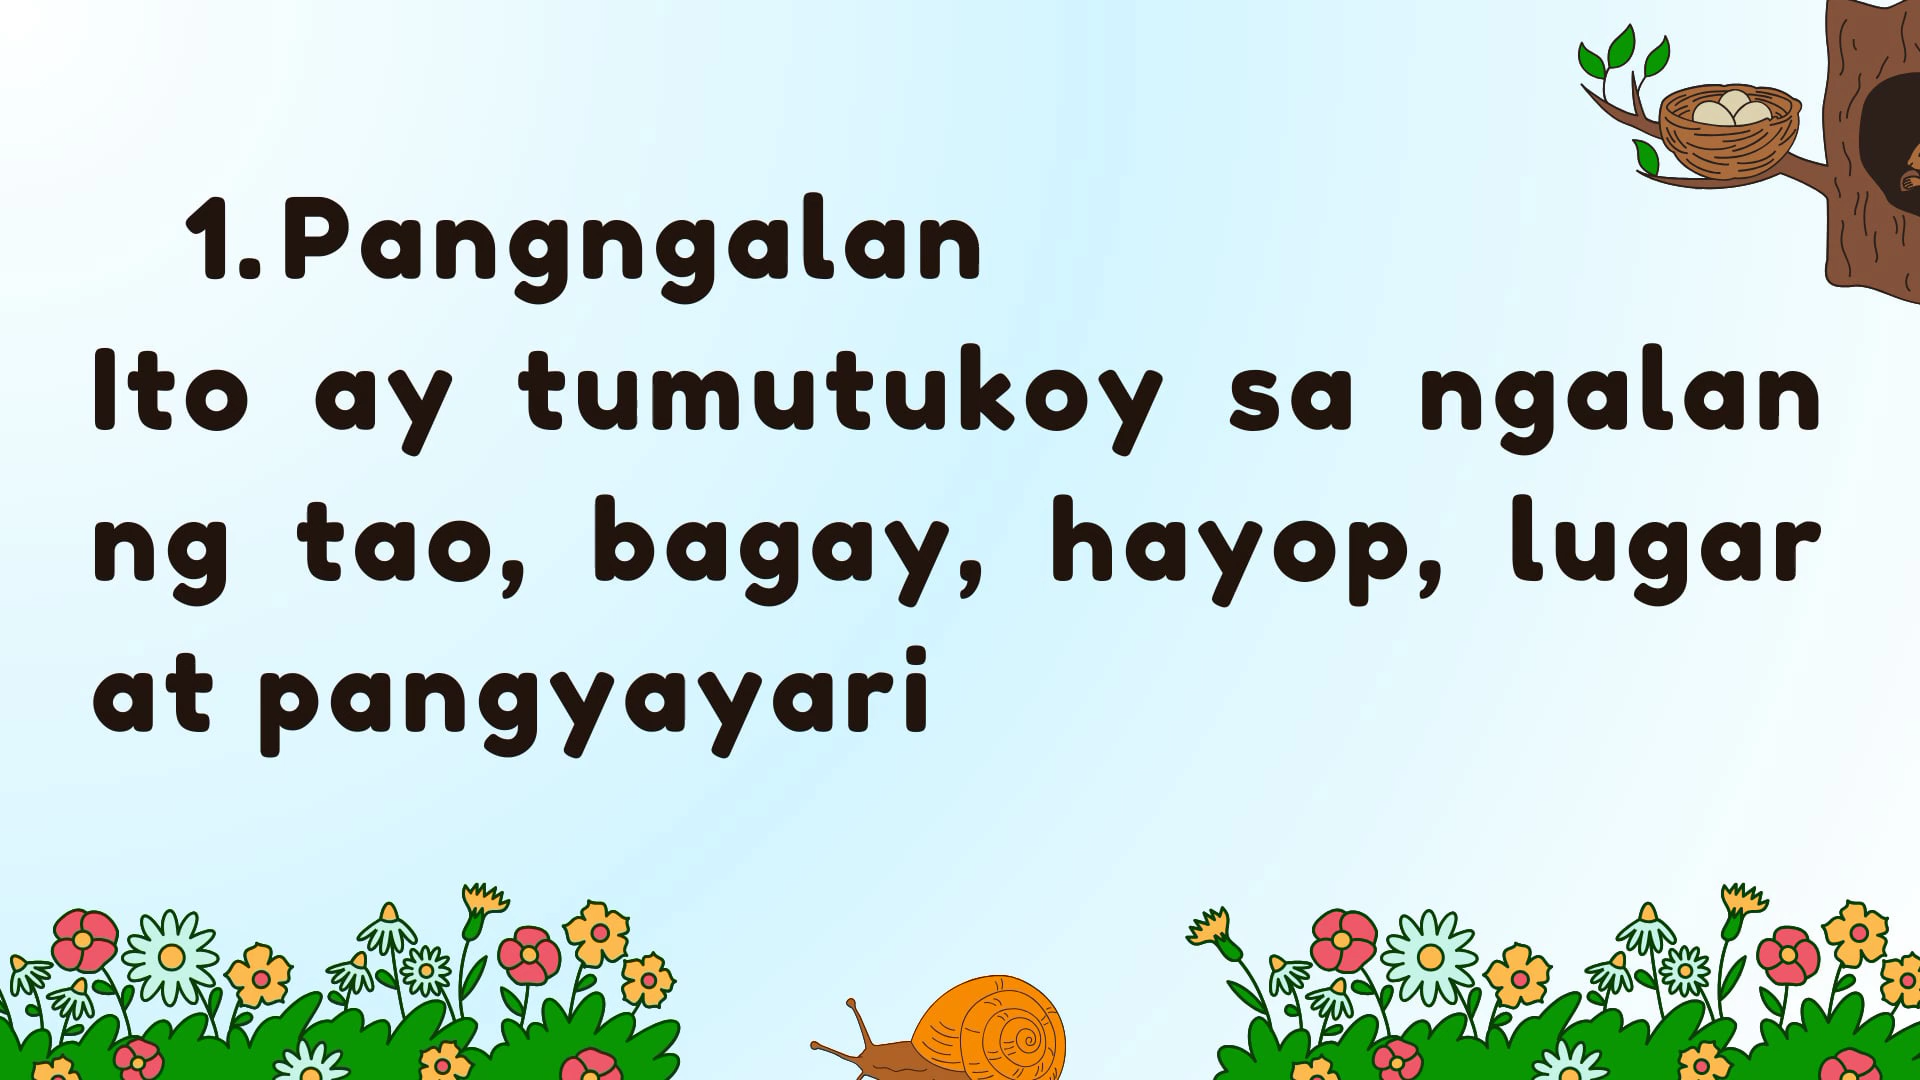 1.Pangngalan
Ito ay tumutukoy sa ngalan
ng tao, bagay, hayop, lugar
at pangyayari